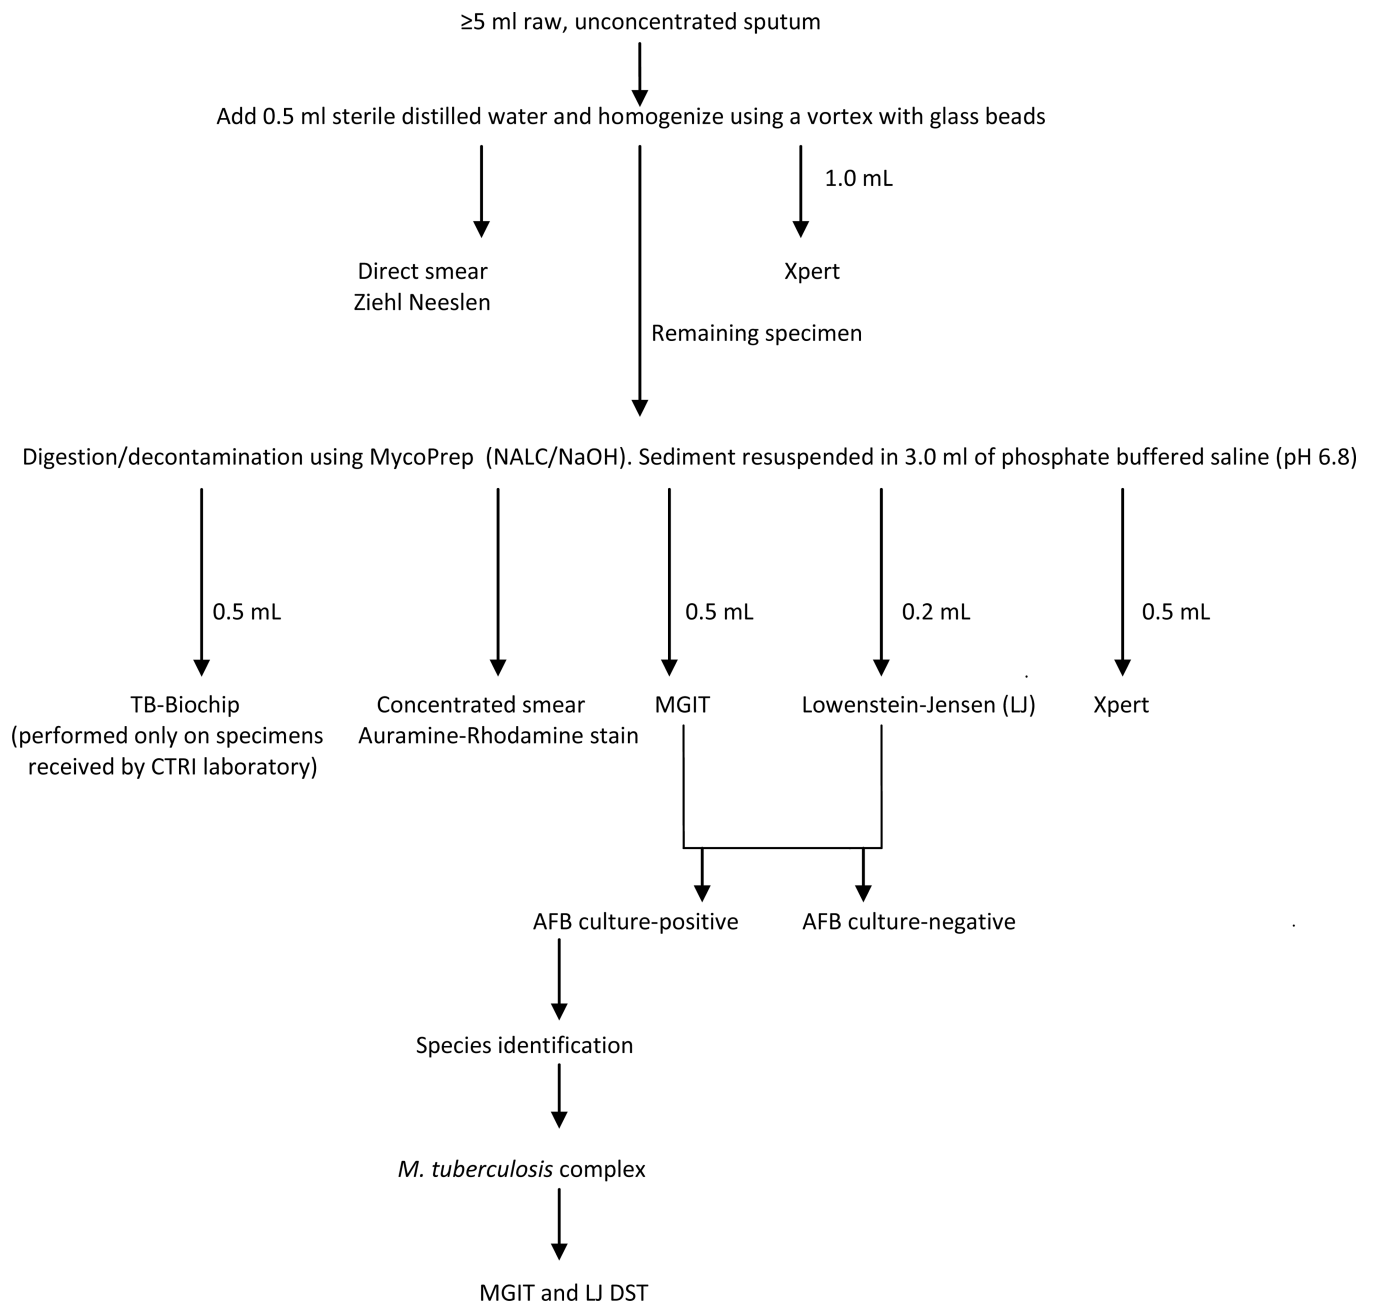 ≥5 ml raw, unconcentrated sputum
Add 0.5 ml sterile distilled water and homogenize using a vortex with glass beads
1.0 mL
Direct smear
Ziehl Neeslen
Xpert
Remaining specimen
Digestion/decontamination using MycoPrep (NALC/NaOH). Sediment resuspended in 3.0 ml of phosphate buffered saline (pH 6.8)
0.5 mL
0.5 mL
0.2 mL
0.5 mL
TB-Biochip
(performed only on specimens
received by CTRI laboratory)
Concentrated smear
Auramine-Rhodamine stain
MGIT
Lowenstein-Jensen (LJ)
Xpert
AFB culture-positive
AFB culture-negative
Species identification
M. tuberculosis complex
MGIT and LJ DST